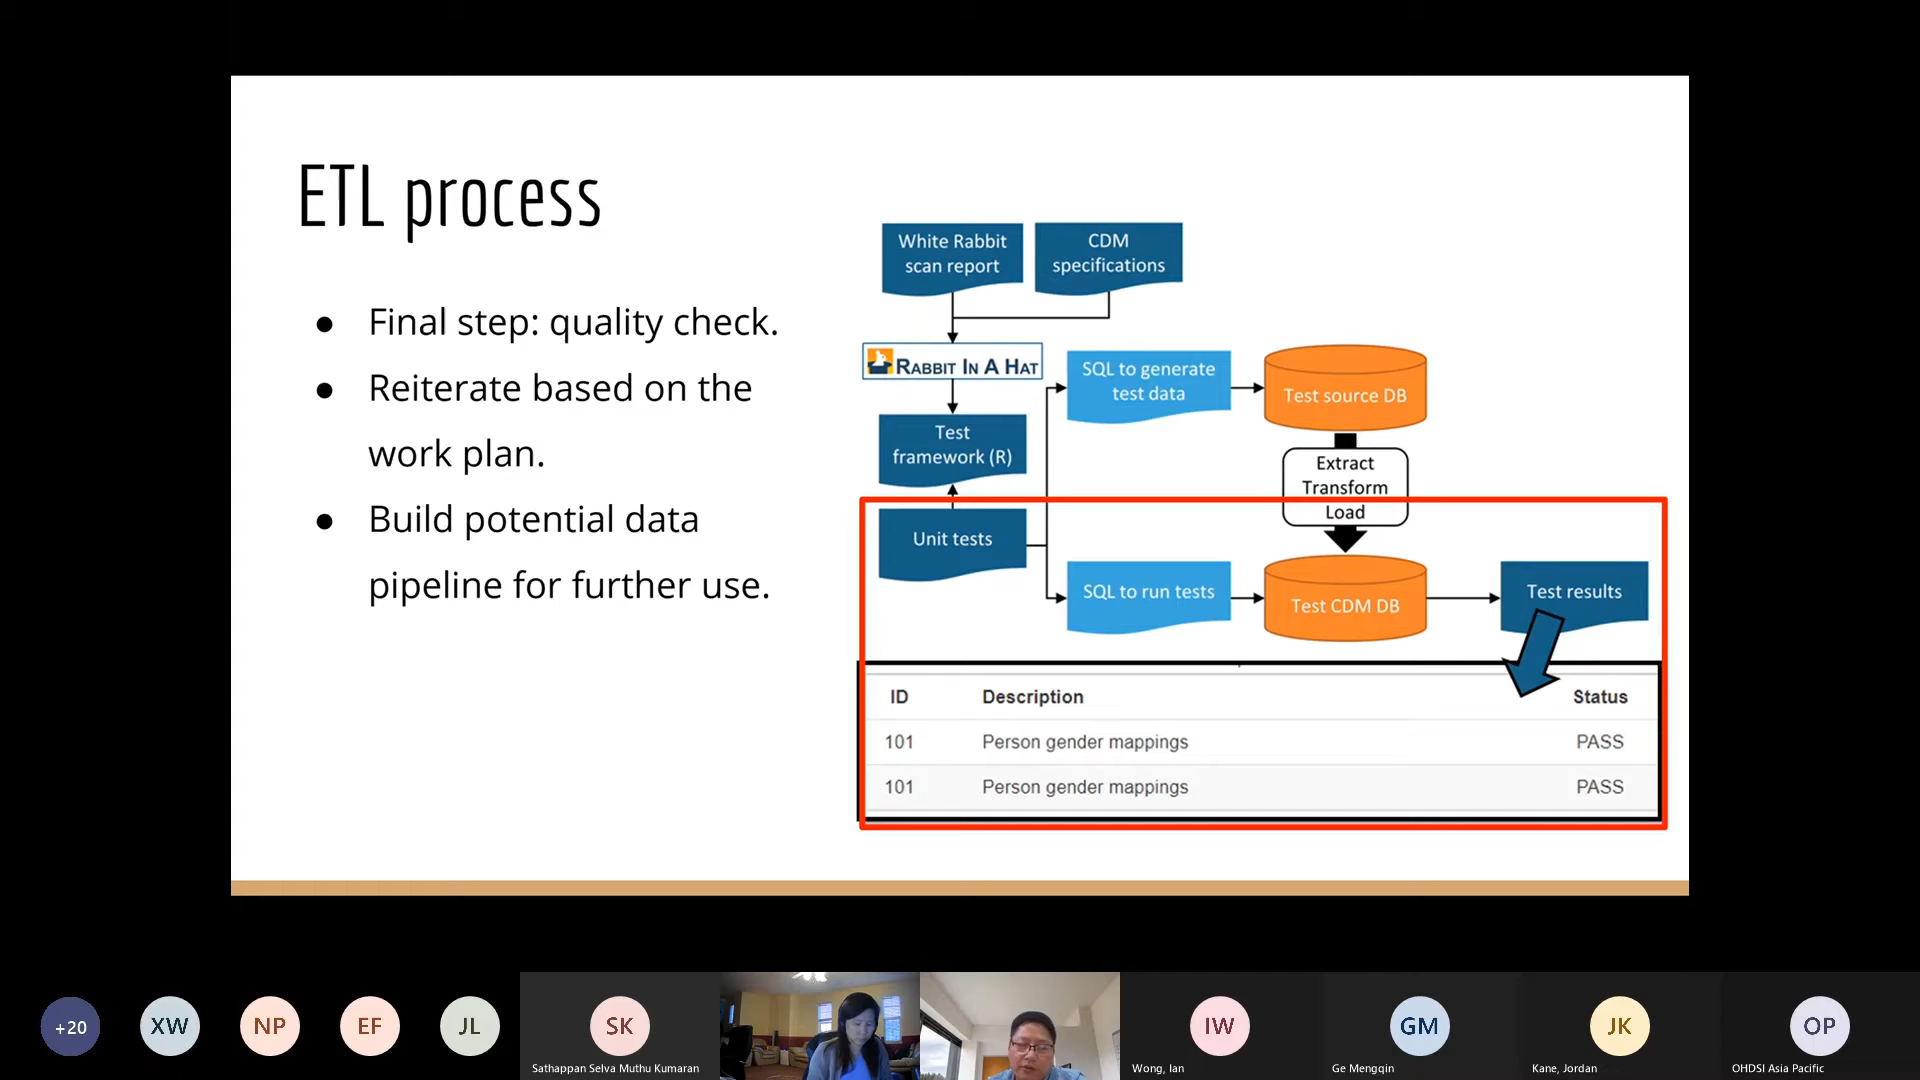 ETL process
● Final step: quality check.
● Reiterate based on the
work plan.
● Build potential data
pipeline for further use.
White Rabbit
scan report
CDM
specifications
RABBIT IN A HAT
Test
framework (R)
SQL to generate
test data
Test source DB
Extract
Transform
Load
Unit tests
SQL to run tests
Test CDM DB
Test results
ID Description Status
101 Person gender mappings PASS
101 Person gender mappings PASS
+20
XW
NP
EF
JL
SK
Sathappan Selva Muthu Kumaran
IW
Wong, Ian
GM
Ge Mengqin
JK
Kane, Jordan
OP
OHDSI Asia Pacific